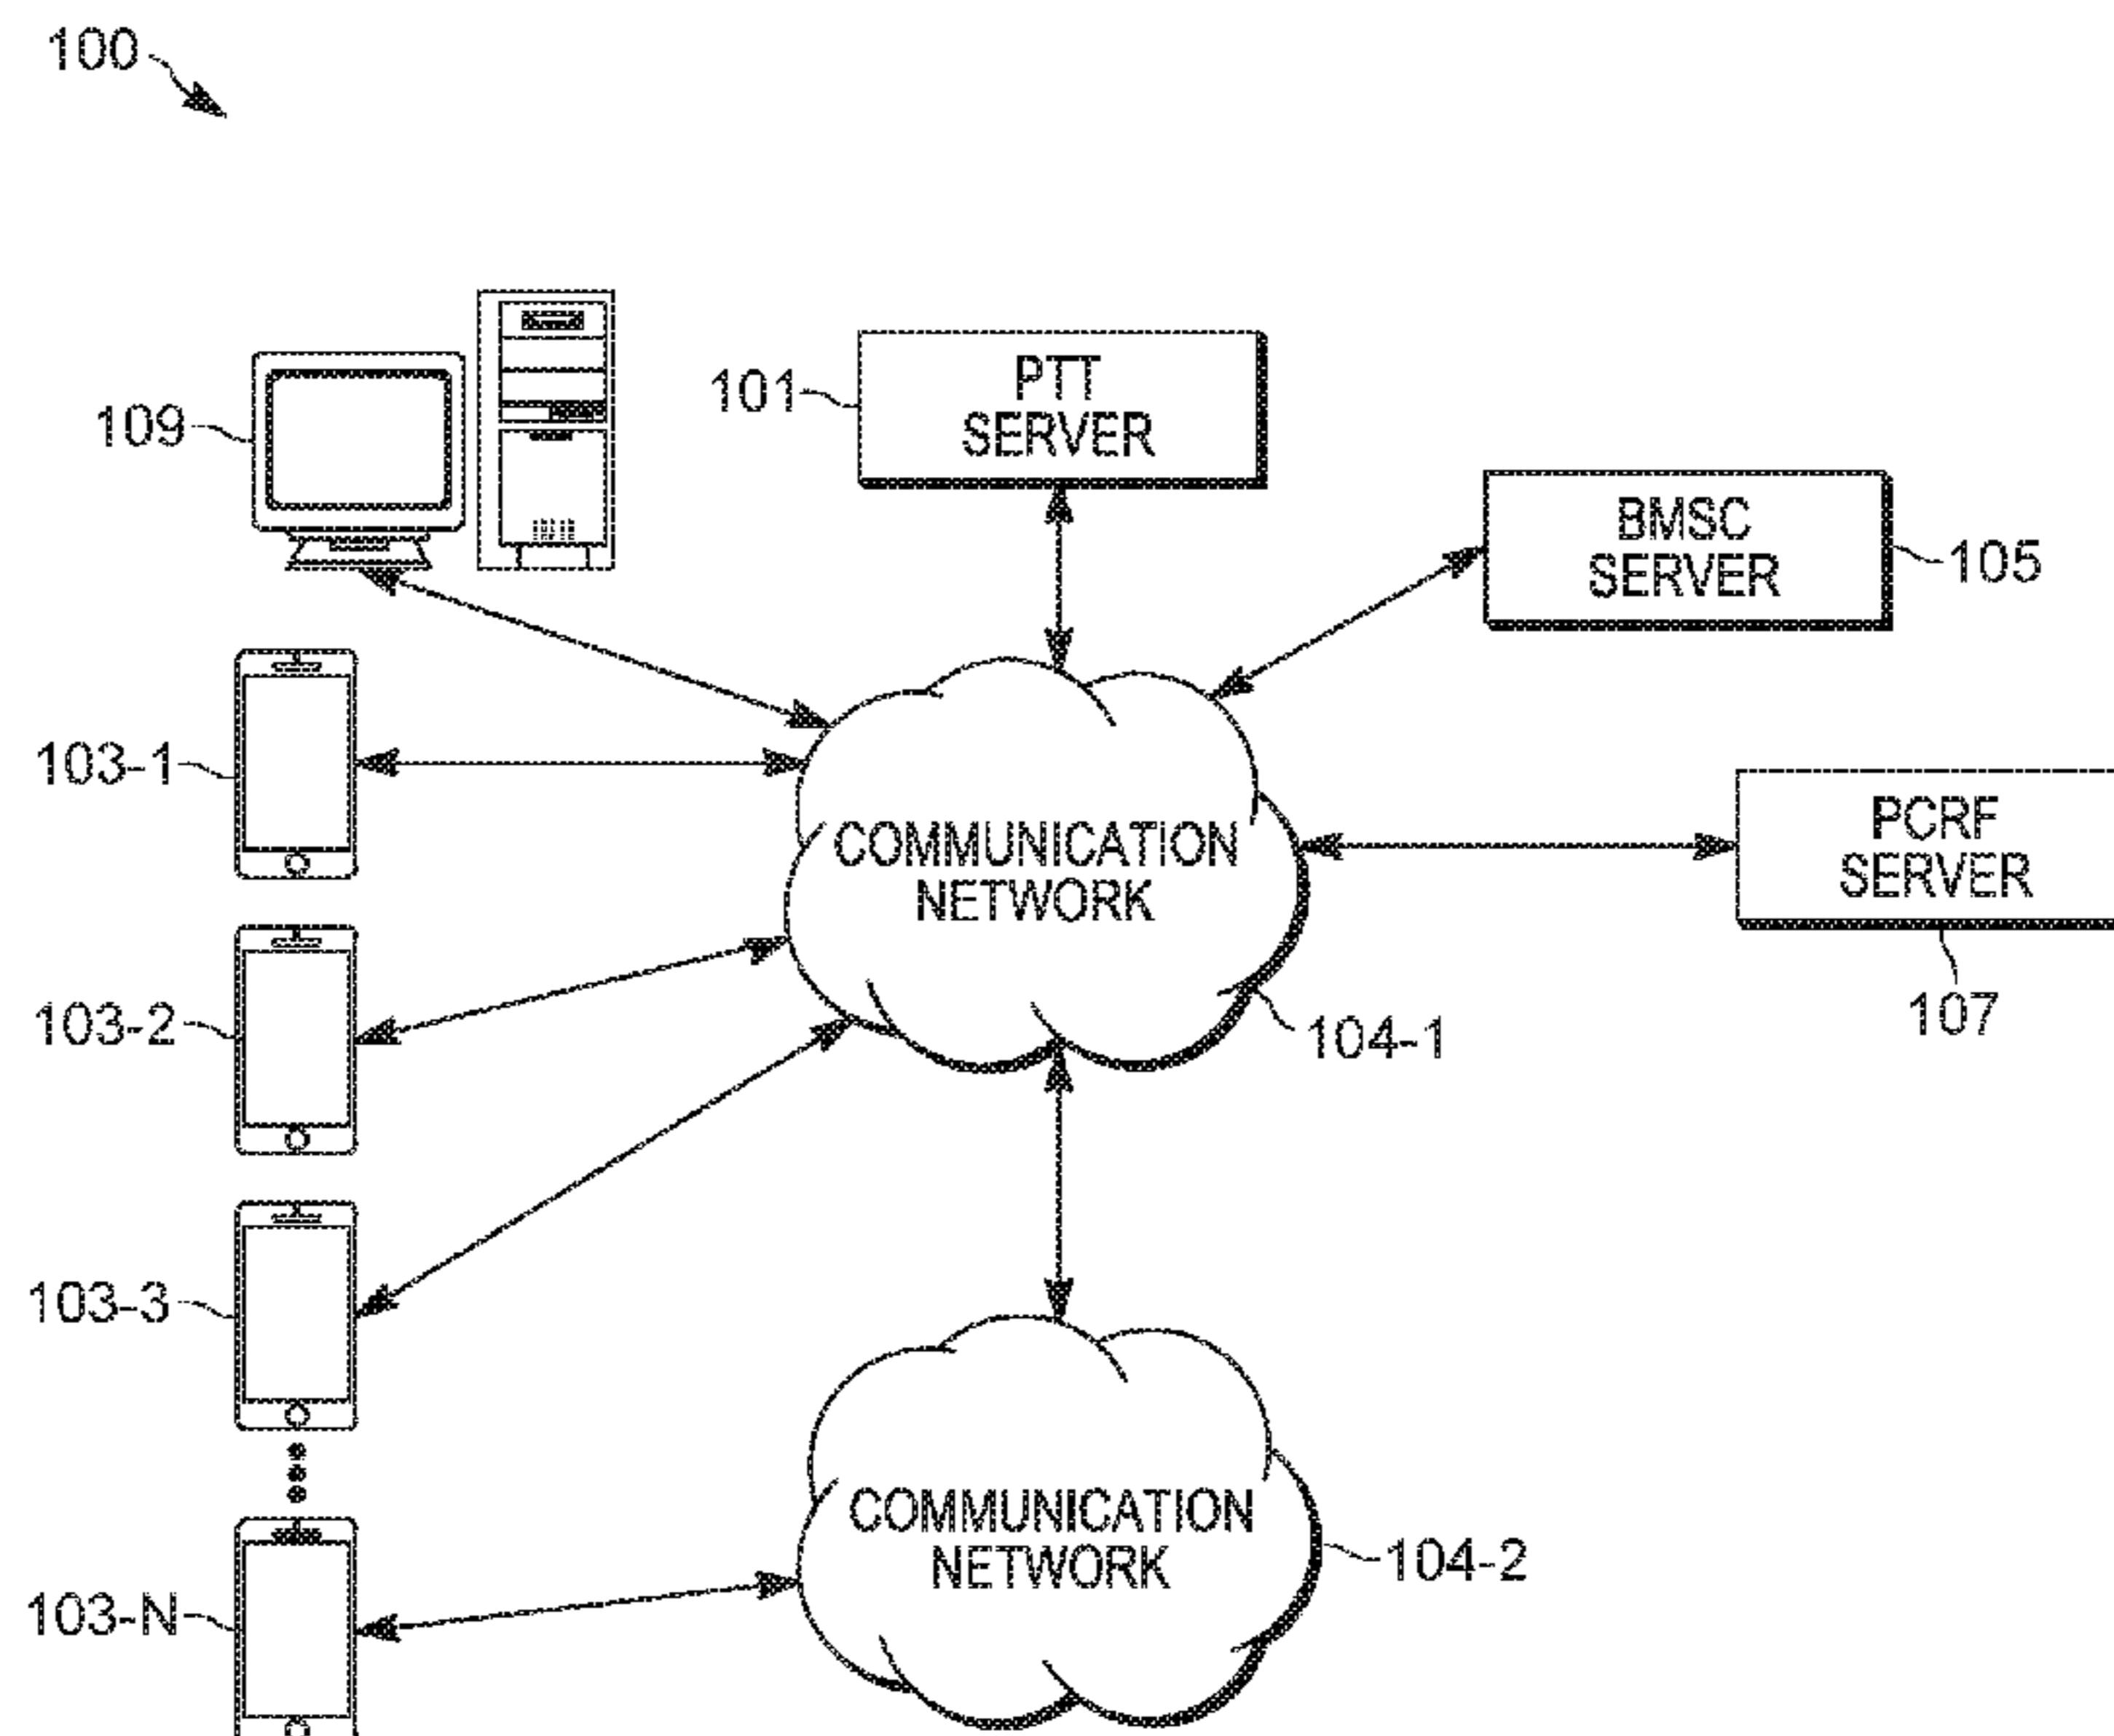 100
109
101
PTT
SERVER
BMSC
SERVER
105
103-1
COMMUNICATION
NETWORK
PCRF
SERVER
107
103-2
104-1
103-3
COMMUNICATION
NETWORK
104-2
103-N